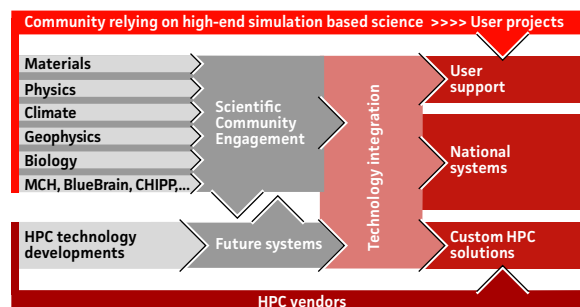 Community relying on high-end simulation based science >>>> User projects
Materials
Physics
Climate
Geophysics
Biology
MCH, BlueBrain, CHIPP,...
Scientific
Community
Engagement
Technology integration
User
support
National
systems
HPC technology
developments
Future systems
Custom HPC
solutions
HPC vendors